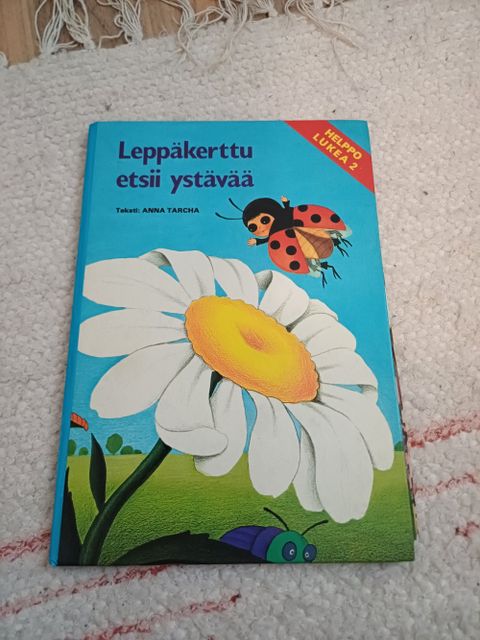 HELPPO
LUKEA 2
Leppäkerttu
etsii ystävää
Teksti: ANNA TARCHA